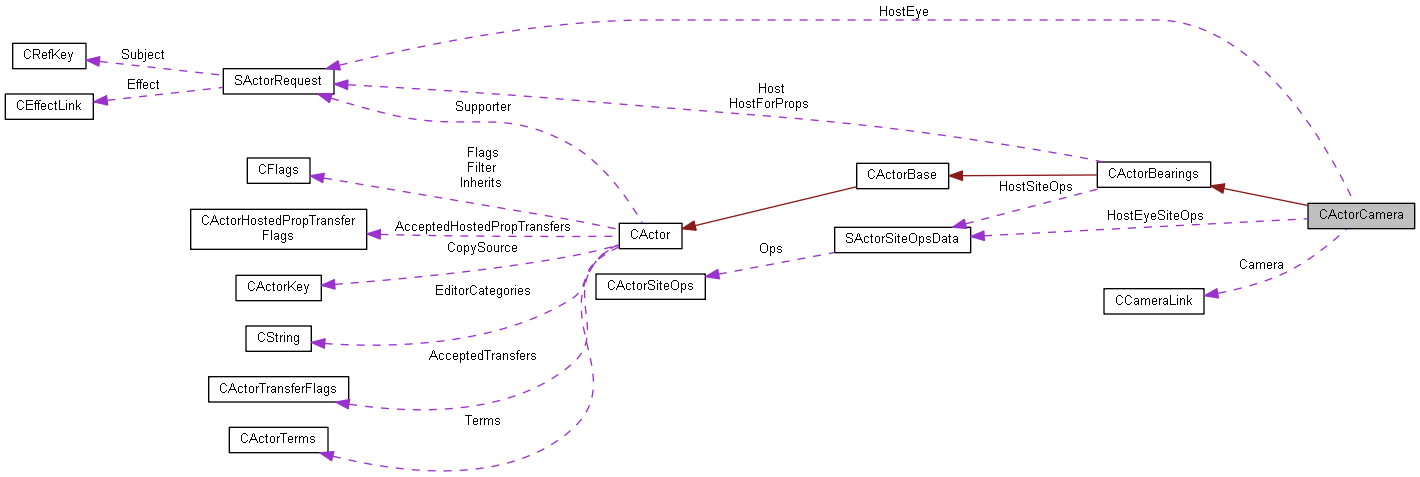 HostEye
CRefKey
Subject
SActorRequest
Effect
CEffectLink
Host
HostForProps
Supporter
Flags
Filter
Inherits
CFlags
CActorBase
CActorBearings
HostSiteOps
CActorCamera
CActorHostedPropTransfer
Flags
AcceptedHostedPropTransfers
CActor
HostEyeSiteOps
SActorSiteOpsData
CopySource
Ops
CActorKey
CActorSiteOps
EditorCategories
Camera
CCameraLink
CString
AcceptedTransfers
CActorTransferFlags
Terms
CActorTerms